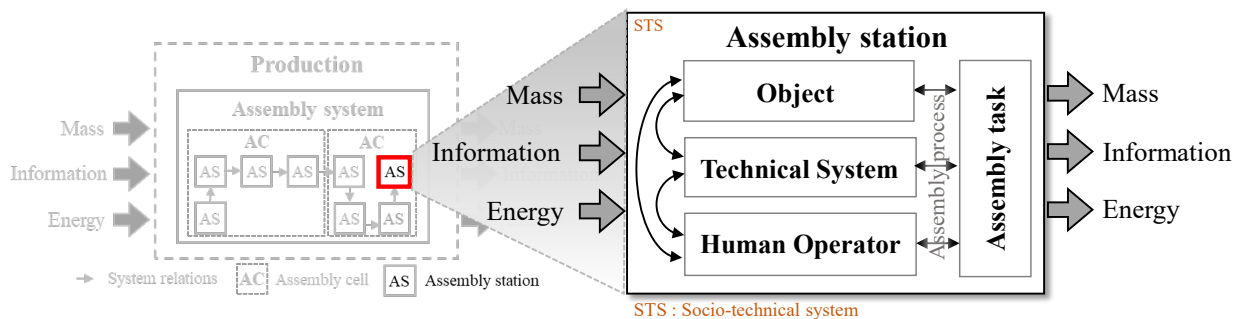 Production
Assembly system
AC
AC
AS
AS
AS
AS
AS
AS
AS
AS
Mass
Information
Energy
Mass
Information
System relations
AC
Assembly cell
AS
Assembly station
Mass
Information
Energy
STS
Assembly station
Object
Technical System
Human Operator
Assembly process
Assembly task
Mass
Information
Energy
STS : Socio-technical system